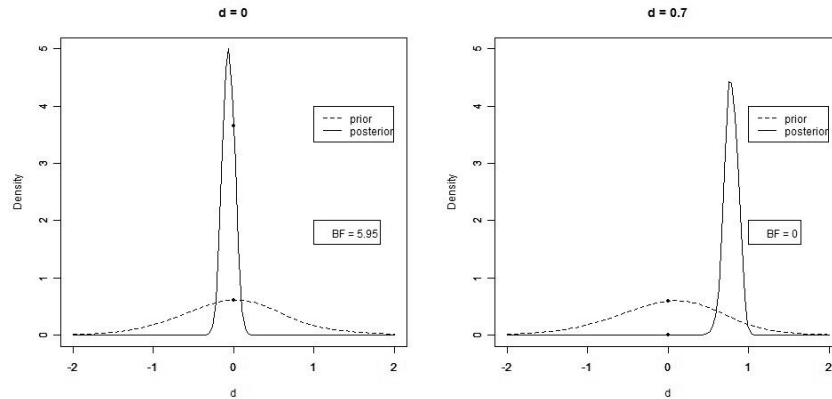 d = 0
Density
5
4
3
2
1
0
prior
posterior
BF = 5.95
-2 -1 0 1 2
d
d = 0.7
Density
5
4
3
2
1
0
prior
posterior
BF = 0
-2 -1 0 1 2
d